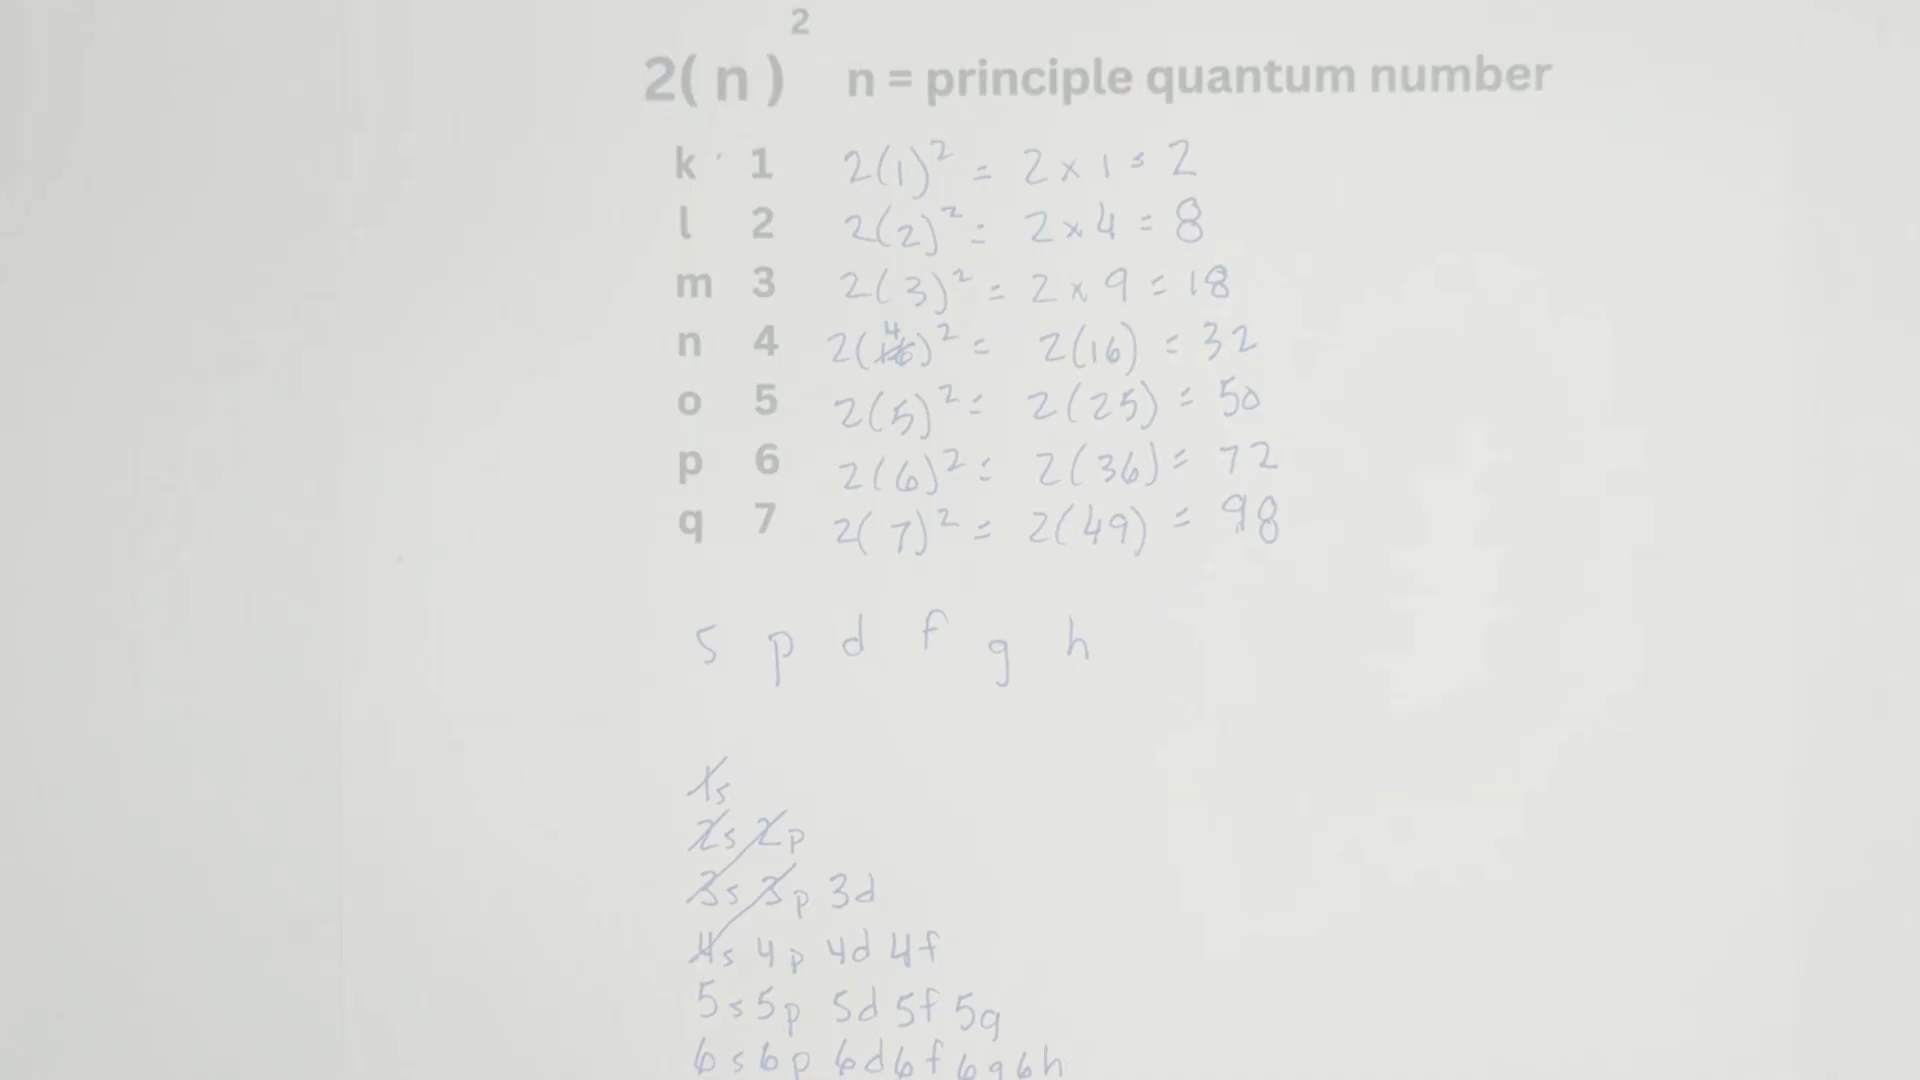 2(n)² n = principle quantum number
k 1 2(1)² = 2 x 1 = 2
l 2 2(2)² = 2 x 4 = 8
m 3 2(3)² = 2 x 9 = 18
n 4 2(4)² = 2(16) = 32
o 5 2(5)² = 2(25) = 50
p 6 2(6)² = 2(36) = 72
q 7 2(7)² = 2(49) = 98
s p d f g h
1s
2s 2p
3s 3p 3d
4s 4p 4d 4f
5s 5p 5d 5f 5g
6s 6p 6d 6f 6g 6h